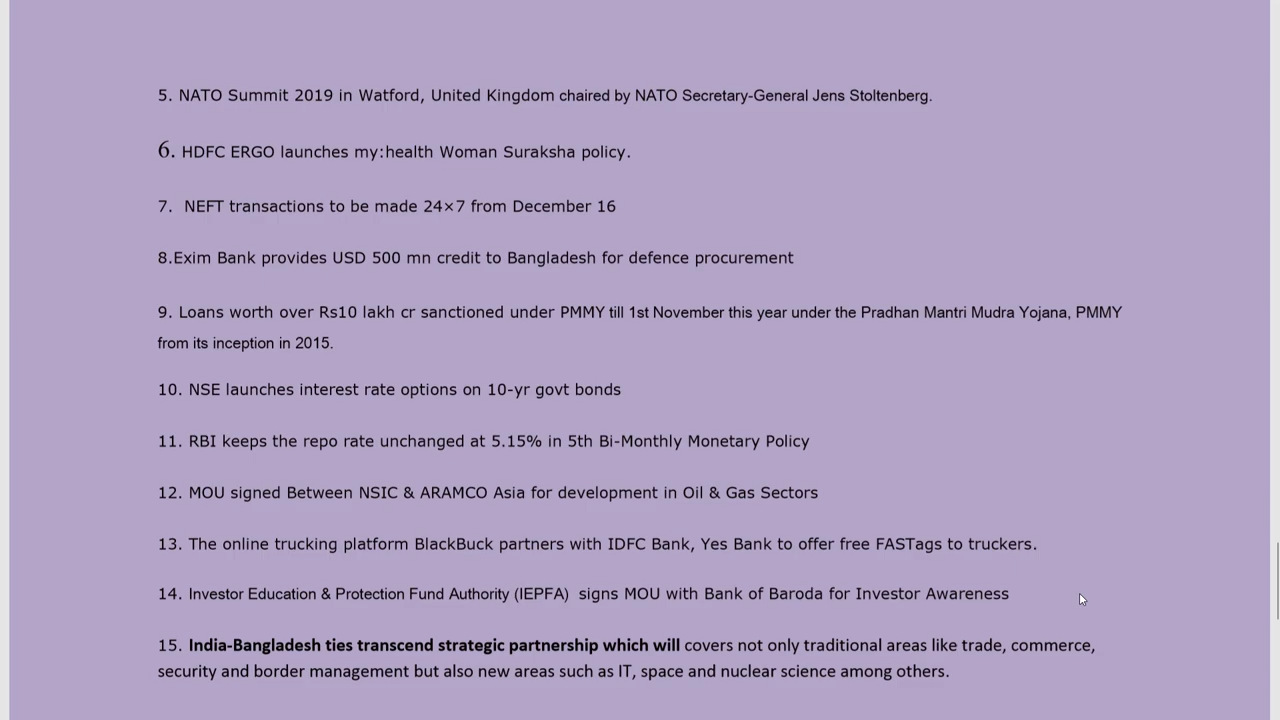 5. NATO Summit 2019 in Watford, United Kingdom chaired by NATO Secretary-General Jens Stoltenberg.
6. HDFC ERGO launches my:health Woman Suraksha policy.
7. NEFT transactions to be made 24×7 from December 16
8.Exim Bank provides USD 500 mn credit to Bangladesh for defence procurement
9. Loans worth over Rs10 lakh cr sanctioned under PMMY till 1st November this year under the Pradhan Mantri Mudra Yojana, PMMY
from its inception in 2015.
10. NSE launches interest rate options on 10-yr govt bonds
11. RBI keeps the repo rate unchanged at 5.15% in 5th Bi-Monthly Monetary Policy
12. MOU signed Between NSIC & ARAMCO Asia for development in Oil & Gas Sectors
13. The online trucking platform BlackBuck partners with IDFC Bank, Yes Bank to offer free FASTags to truckers.
14. Investor Education & Protection Fund Authority (IEPFA) signs MOU with Bank of Baroda for Investor Awareness
15. India-Bangladesh ties transcend strategic partnership which will covers not only traditional areas like trade, commerce,
security and border management but also new areas such as IT, space and nuclear science among others.